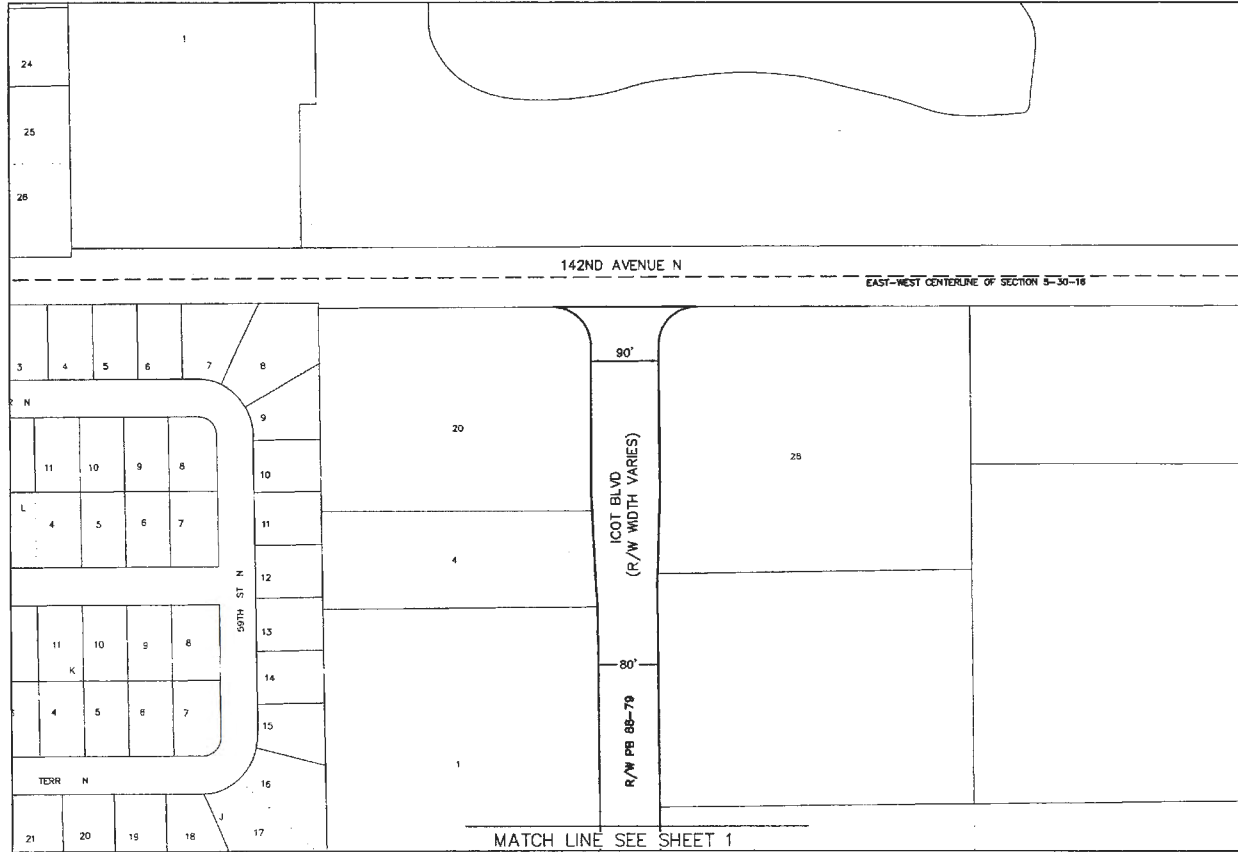 1
24
25
26
142ND AVENUE N
EAST-WEST CENTERLINE OF SECTION 5-30-16
3 4 5 6 7 8
90'
N
9
20
28
11 10 9 8
10
ICOT BLVD
(R/W WIDTH VARIES)
L
4 5 6 7
11
4
12
59TH ST N
13
11 10 9 8
K
80'
14
4 5 6 7
15
R/W PB 88-79
1
TERR N
16
J
21 20 19 18 17
MATCH LINE SEE SHEET 1